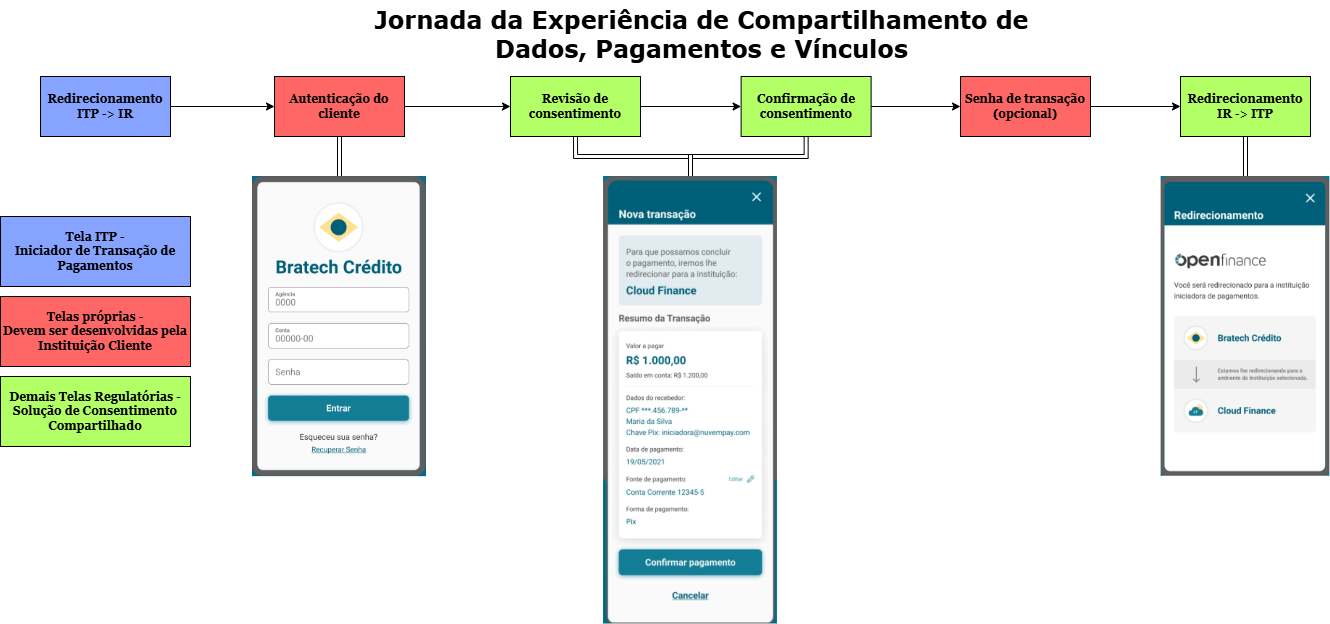 Jornada da Experiência de Compartilhamento de
Dados, Pagamentos e Vínculos
Redirecionamento
ITP -> IR
Autenticação do
cliente
Revisão de
consentimento
Confirmação de
consentimento
Senha de transação
(opcional)
Redirecionamento
IR -> ITP
Tela ITP -
Iniciador de Transação de
Pagamentos
Telas próprias -
Devem ser desenvolvidas pela
Instituição Cliente
Demais Telas Regulatórias -
Solução de Consentimento
Compartilhado
Bratech Crédito
Agência
0000
Conta
00000-00
Senha
Entrar
Esqueceu sua senha?
Recuperar Senha
Nova transação
Para que possamos concluir
o pagamento, iremos lhe
redirecionar para a instituição:
Cloud Finance
Resumo da Transação
Valor a pagar
R$ 1.000,00
Saldo em conta: R$ 1.200,00
Dados do recebedor:
CPF ***.456.789-**
Maria da Silva
Chave Pix: iniciadora@nuvempay.com
Data de pagamento:
19/05/2021
Fonte de pagamento:
Editar
Conta Corrente 12345-5
Forma de pagamento:
Pix
Confirmar pagamento
Cancelar
Redirecionamento
openfinance
Você será redirecionado para a instituição
iniciadora de pagamentos.
Bratech Crédito
Estamos lhe redirecionando para o
ambiente da instituição selecionada.
Cloud Finance